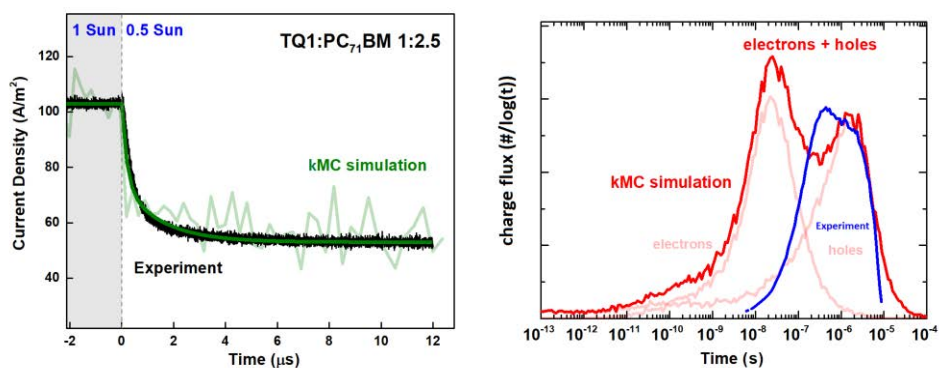 1 Sun 0.5 Sun
TQ1:PC₇₁BM 1:2.5
Current Density (A/m²)
120
100
80
60
40
kMC simulation
Experiment
-2 0 2 4 6 8 10 12
Time (μs)
electrons + holes
charge flux (#/log(t))
kMC simulation
electrons
Experiment
holes
10⁻¹³ 10⁻¹² 10⁻¹¹ 10⁻¹⁰ 10⁻⁹ 10⁻⁸ 10⁻⁷ 10⁻⁶ 10⁻⁵ 10⁻⁴
Time (s)